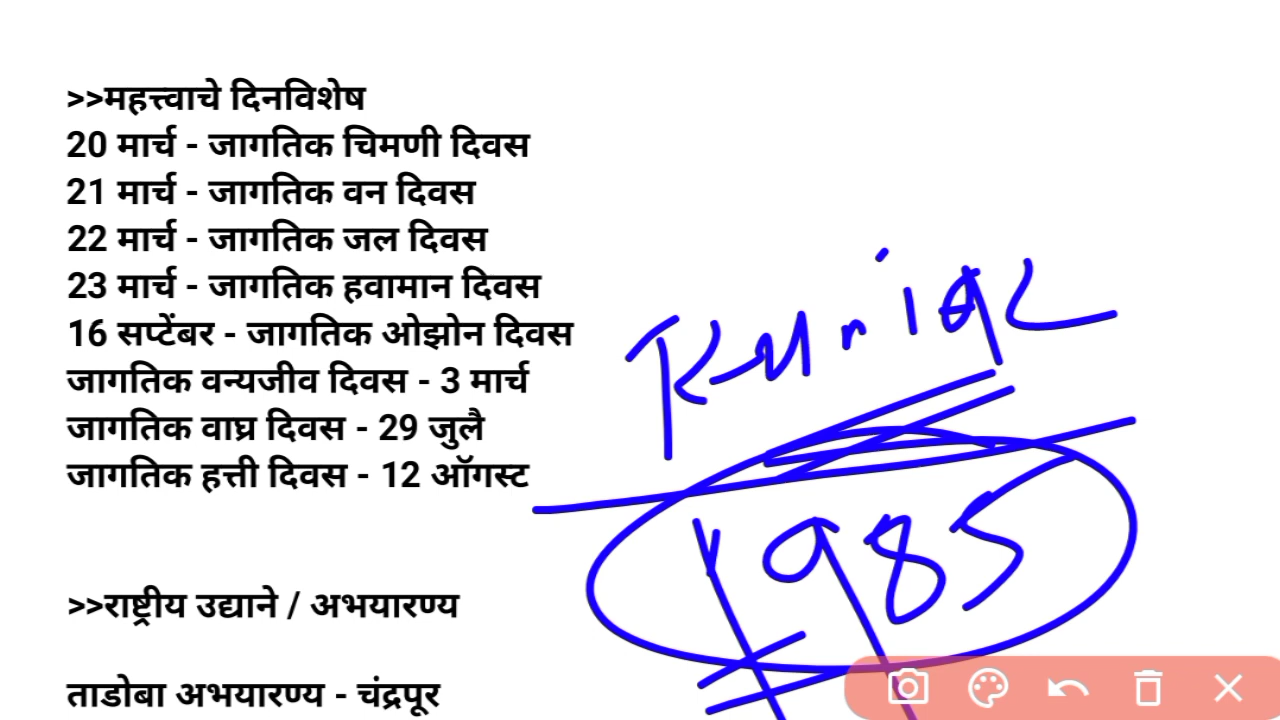 >>महत्त्वाचे दिनविशेष
20 मार्च - जागतिक चिमणी दिवस
21 मार्च - जागतिक वन दिवस
22 मार्च - जागतिक जल दिवस
23 मार्च - जागतिक हवामान दिवस
16 सप्टेंबर - जागतिक ओझोन दिवस
जागतिक वन्यजीव दिवस - 3 मार्च
जागतिक वाघ्र दिवस - 29 जुलै
जागतिक हत्ती दिवस - 12 ऑगस्ट
1985
>>राष्ट्रीय उद्याने / अभयारण्य
ताडोबा अभयारण्य - चंद्रपूर